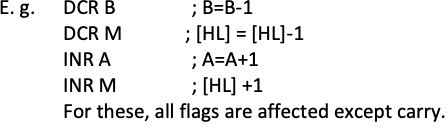 E. g. DCR B ; B=B-1
DCR M ; [HL] = [HL]-1
INR A ; A=A+1
INR M ; [HL] +1
For these, all flags are affected except carry.